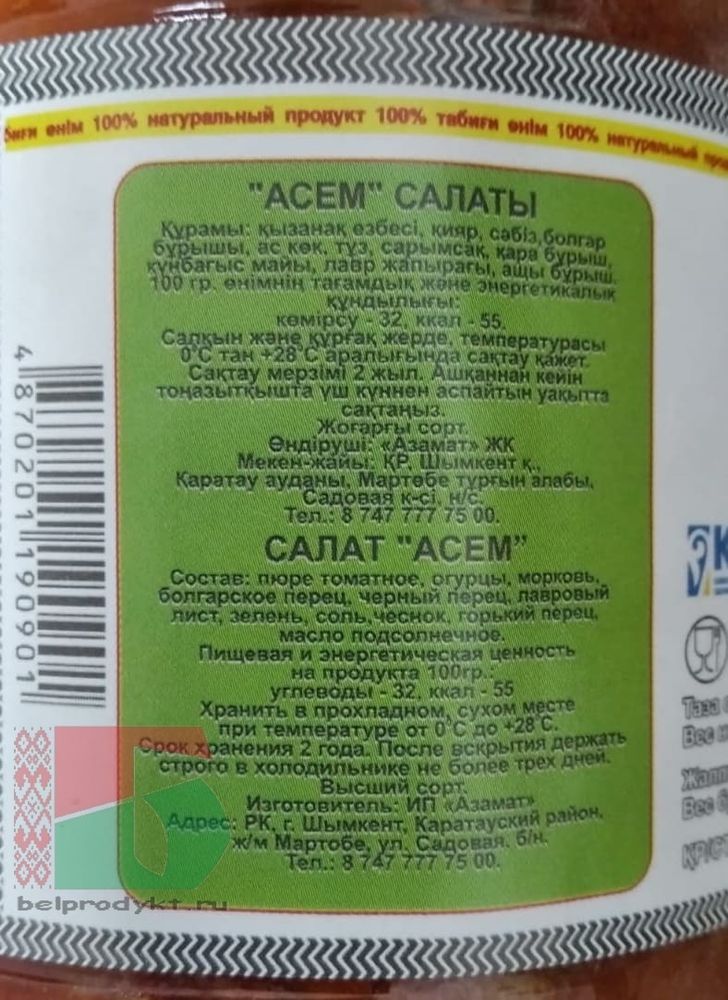 биғи өнім 100% натуральный продукт 100% табиғи өнім 100% натуральный
"АСЕМ" САЛАТЫ
Құрамы: қызанақ өзбесі, қияр, сәбіз,болгар
бұрышы, ас көк, тұз, сарымсақ, қара бұрыш,
күнбағыс майы, лавр жапырағы, ащы бұрыш.
100 гр. өнімнің тағамдық және энергетикалық
құндылығы:
көмірсу - 32, ккал - 55.
Салқын және құрғақ жерде, температурасы
0°С тан +28°С аралығында сақтау қажет.
Сақтау мерзімі 2 жыл. Ашқаннан кейін
тоңазытқышта үш күннен аспайтын уақытта
сақтаңыз.
Жоғарғы сорт.
Өндіруші: «Азамат» ЖК
Мекен-жайы: ҚР, Шымкент қ.,
Қаратау ауданы, Мартөбе тұрғын алабы,
Садовая к-сі, н/с.
Тел.: 8 747 777 75 00.
САЛАТ "АСЕМ"
Состав: пюре томатное, огурцы, морковь,
болгарское перец, черный перец, лавровый
лист, зелень, соль,чеснок, горький перец,
масло подсолнечное.
Пищевая и энергетическая ценность
на продукта 100гр.:
углеводы - 32, ккал - 55
Хранить в прохладном, сухом месте
при температуре от 0°С до +28°С.
Срок хранения 2 года. После вскрытия держать
строго в холодильнике не более трех дней.
Высший сорт.
Изготовитель: ИП «Азамат»
Адрес: РК, г. Шымкент, Каратауский район,
ж/м Мартобе, ул. Садовая. б/н.
Тел.: 8 747 777 75 00.
4870201190901
К
Таза
Вес
Вес
belprodykt.ru